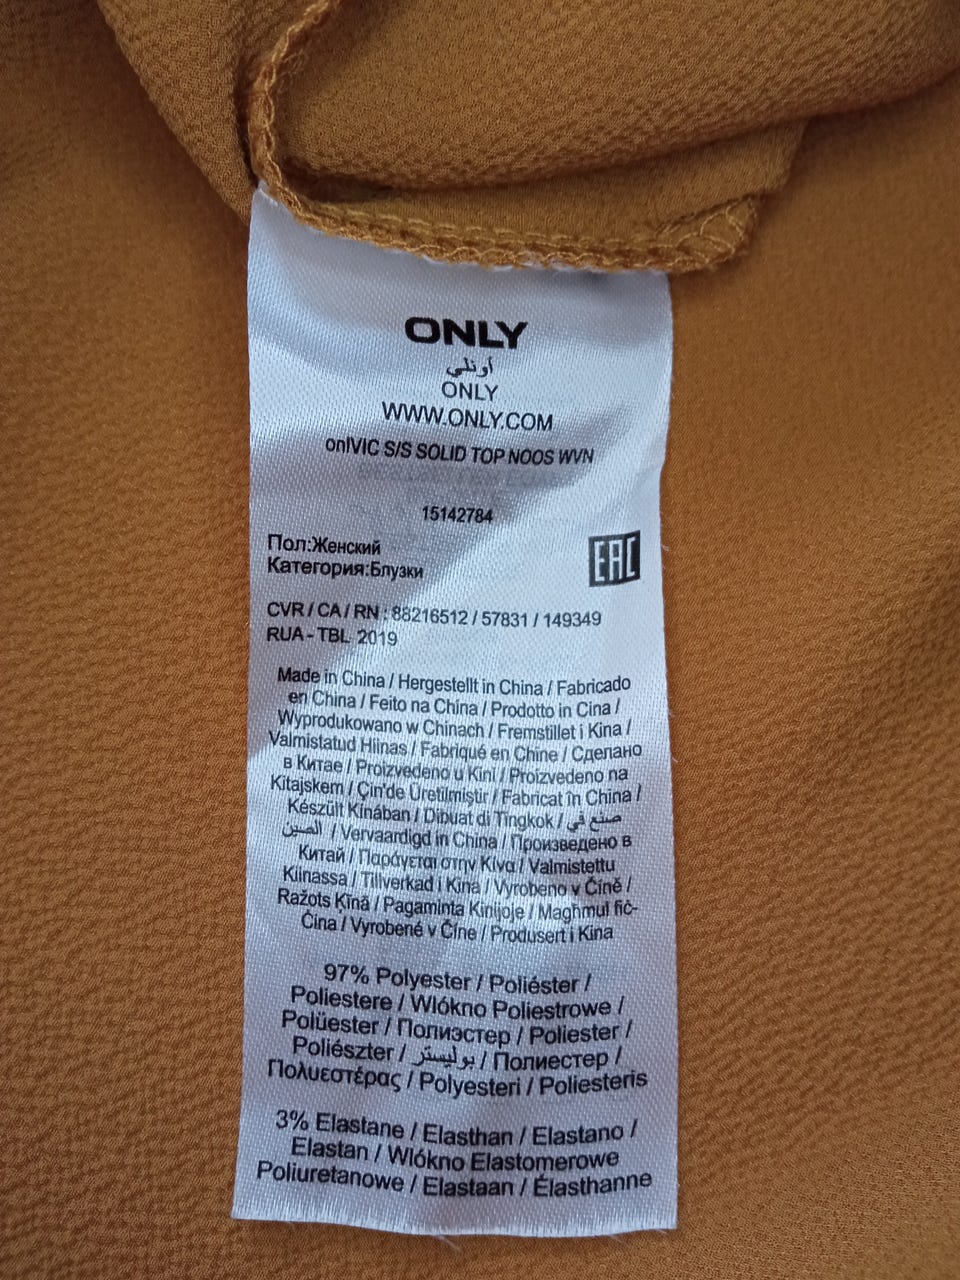 ONLY
أونلي
ONLY
WWW.ONLY.COM
onlVIC S/S SOLID TOP NOOS WVN
15142784
Пол:Женский
Категория:Блузки
EAC
CVR / CA / RN : 88216512 / 57831 / 149349
RUA - TBL 2019
Made in China / Hergestellt in China / Fabricado
en China / Feito na China / Prodotto in Cina /
Wyprodukowano w Chinach / Fremstillet i Kina /
Valmistatud Hiinas / Fabriqué en Chine / Сделано
в Китае / Proizvedeno u Kini / Proizvedeno na
Kitajskem / Çin'de Üretilmiştir / Fabricat în China /
Készült Kínában / Dibuat di Tingkok / صنع في
الصين / Vervaardigd in China / Произведено в
Китай / Παράγεται στην Κίνα / Valmistettu
Kiinassa / Tillverkad i Kina / Vyrobeno v Číně /
Ražots Ķīnā / Pagaminta Kinijoje / Magħmul fiċ-
Ċina / Vyrobené v Číne / Produsert i Kina
97% Polyester / Poliéster /
Poliestere / Wlókno Poliestrowe /
Polüester / Полиэстер / Poliester /
Poliészter / بوليستر / Полиестер /
Πολυεστέρας / Polyesteri / Poliesteris
3% Elastane / Elasthan / Elastano /
Elastan / Wlókno Elastomerowe
Poliuretanowe / Elastaan / Élasthanne